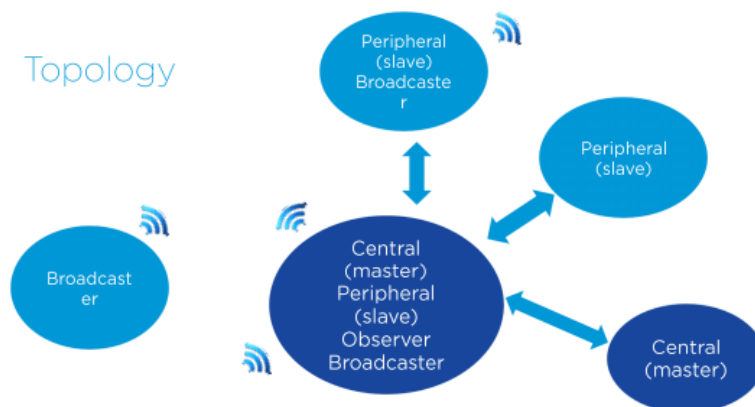 Topology
Peripheral
(slave)
Broadcaste
r
Peripheral
(slave)
Broadcast
er
Central
(master)
Peripheral
(slave)
Observer
Broadcaster
Central
(master)